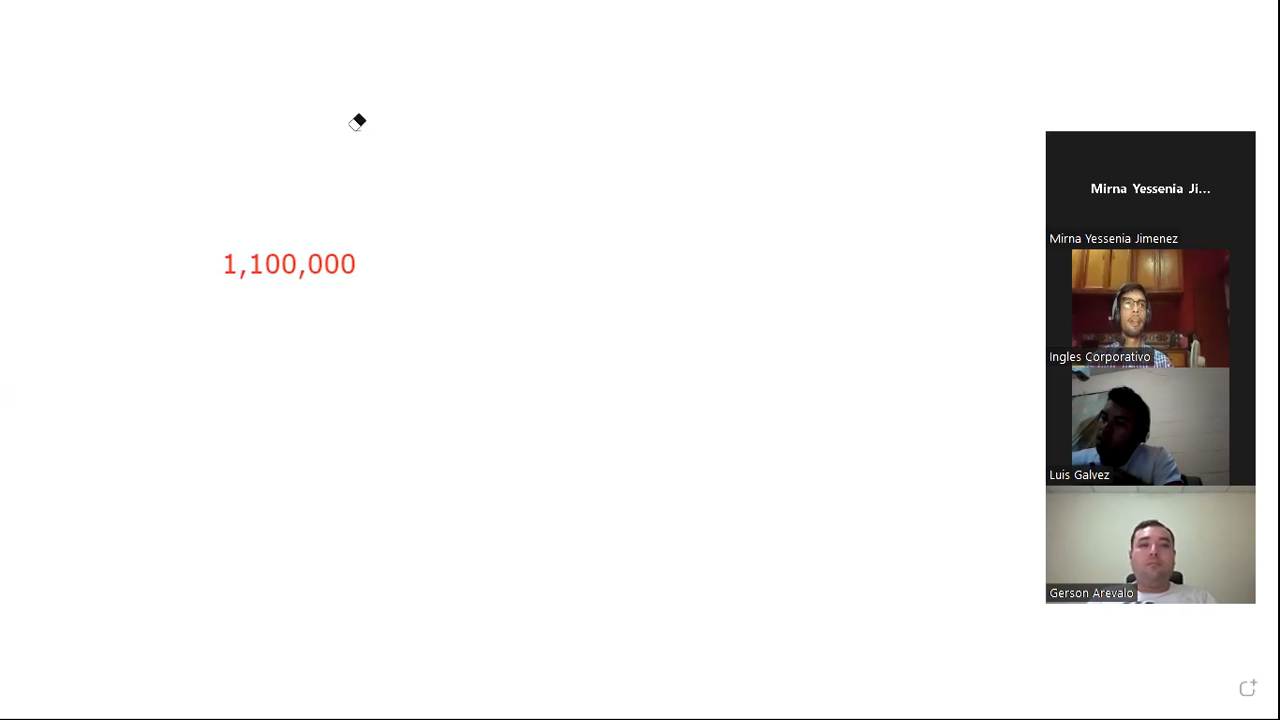 Mirna Yessenia Ji...
Mirna Yessenia Jimenez
1,100,000
Ingles Corporativo
Luis Galvez
Gerson Arevalo